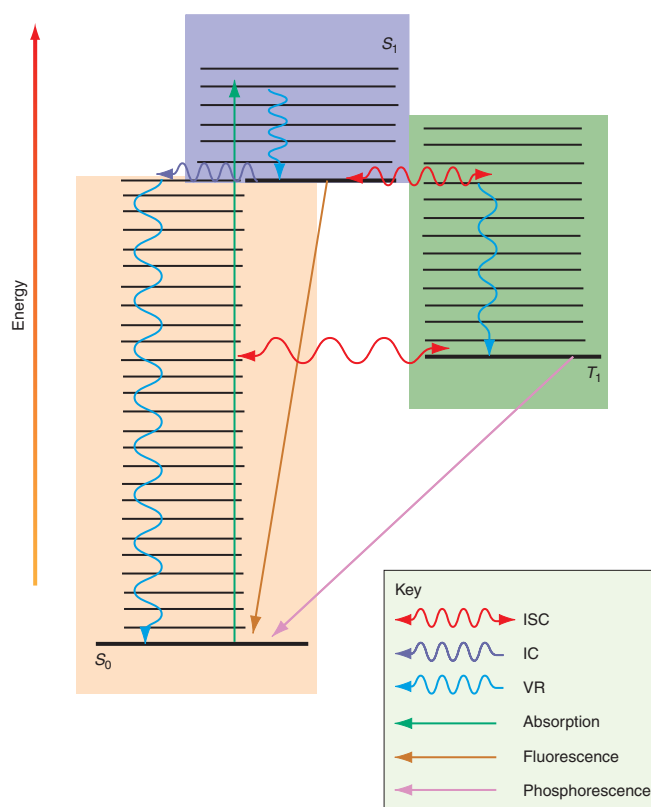 S₁
Energy
T₁
S₀
Key
ISC
IC
VR
Absorption
Fluorescence
Phosphorescence